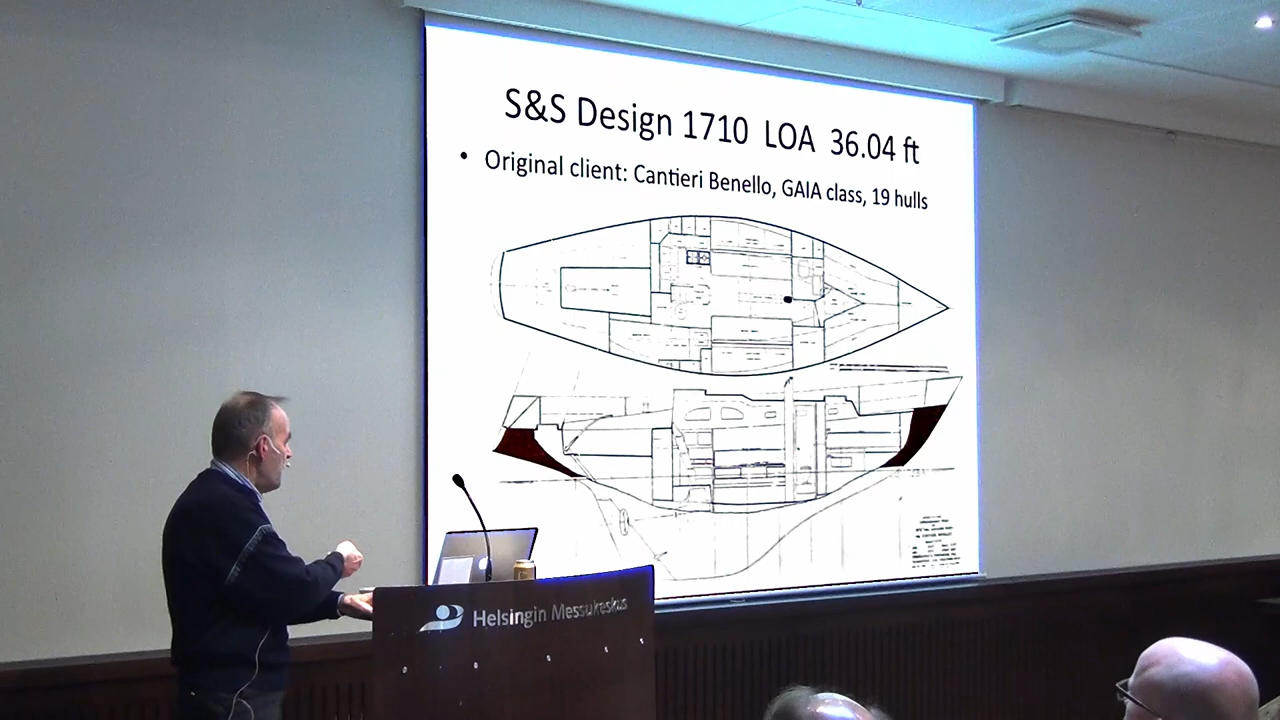 S&S Design 1710 LOA 36.04 ft
• Original client: Cantieri Benello, GAIA class, 19 hulls
Helsingin Messukeskus